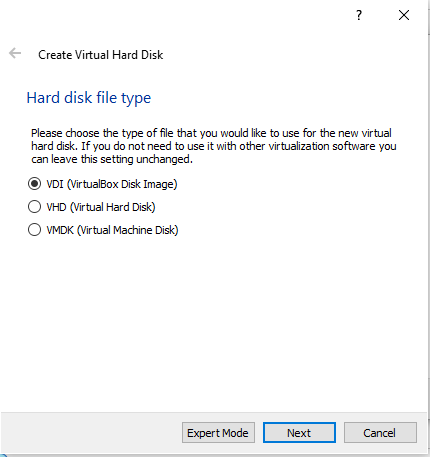 ?
Create Virtual Hard Disk
Hard disk file type
Please choose the type of file that you would like to use for the new virtual
hard disk. If you do not need to use it with other virtualization software you
can leave this setting unchanged.
VDI (VirtualBox Disk Image)
VHD (Virtual Hard Disk)
VMDK (Virtual Machine Disk)
Expert Mode Next Cancel